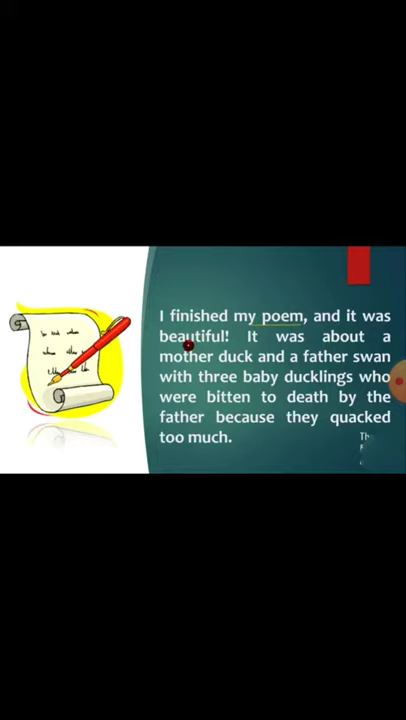 I finished my poem, and it was
beautiful! It was about a
mother duck and a father swan
with three baby ducklings who
were bitten to death by the
father because they quacked
too much.